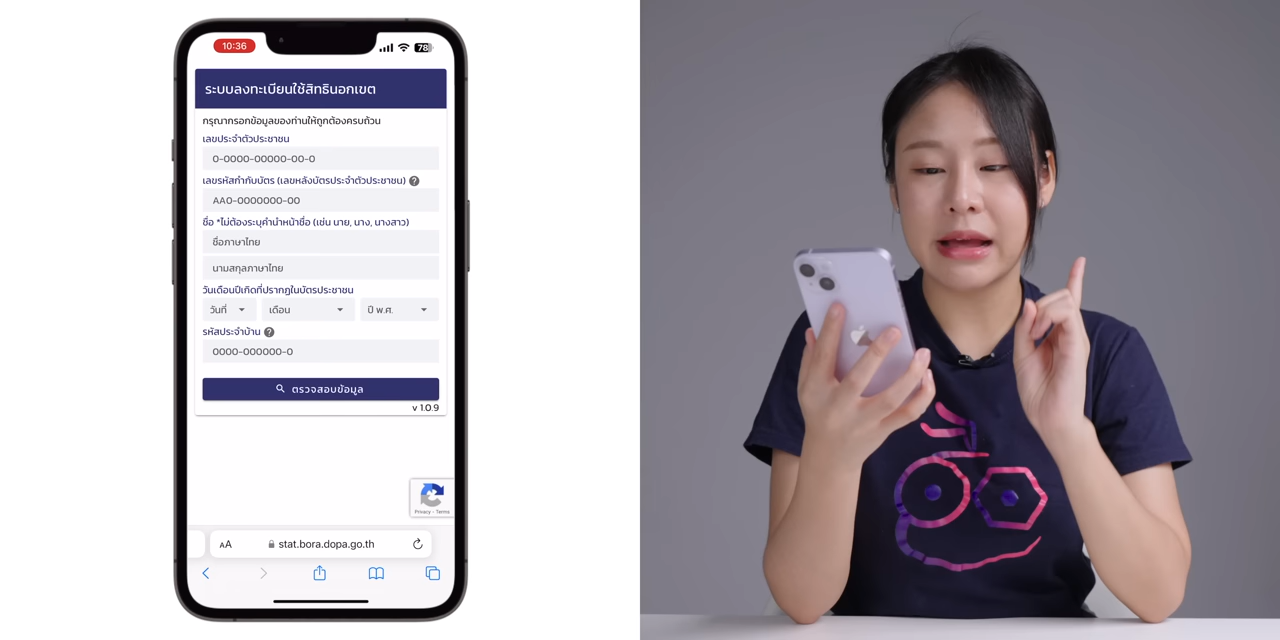 10:36
78
ระบบลงทะเบียนใช้สิทธินอกเขต
กรุณากรอกข้อมูลของท่านให้ถูกต้องครบถ้วน
เลขประจำตัวประชาชน
0-0000-00000-00-0
เลขรหัสกำกับบัตร (เลขหลังบัตรประจำตัวประชาชน) ?
AA0-0000000-00
ชื่อ *ไม่ต้องระบุคำนำหน้าชื่อ (เช่น นาย, นาง, นางสาว)
ชื่อภาษาไทย
นามสกุลภาษาไทย
วันเดือนปีเกิดที่ปรากฏในบัตรประชาชน
วันที่ เดือน ปี พ.ศ.
รหัสประจำบ้าน ?
0000-000000-0
ตรวจสอบข้อมูล
v 1.0.9
Privacy - Terms
AA stat.bora.dopa.go.th